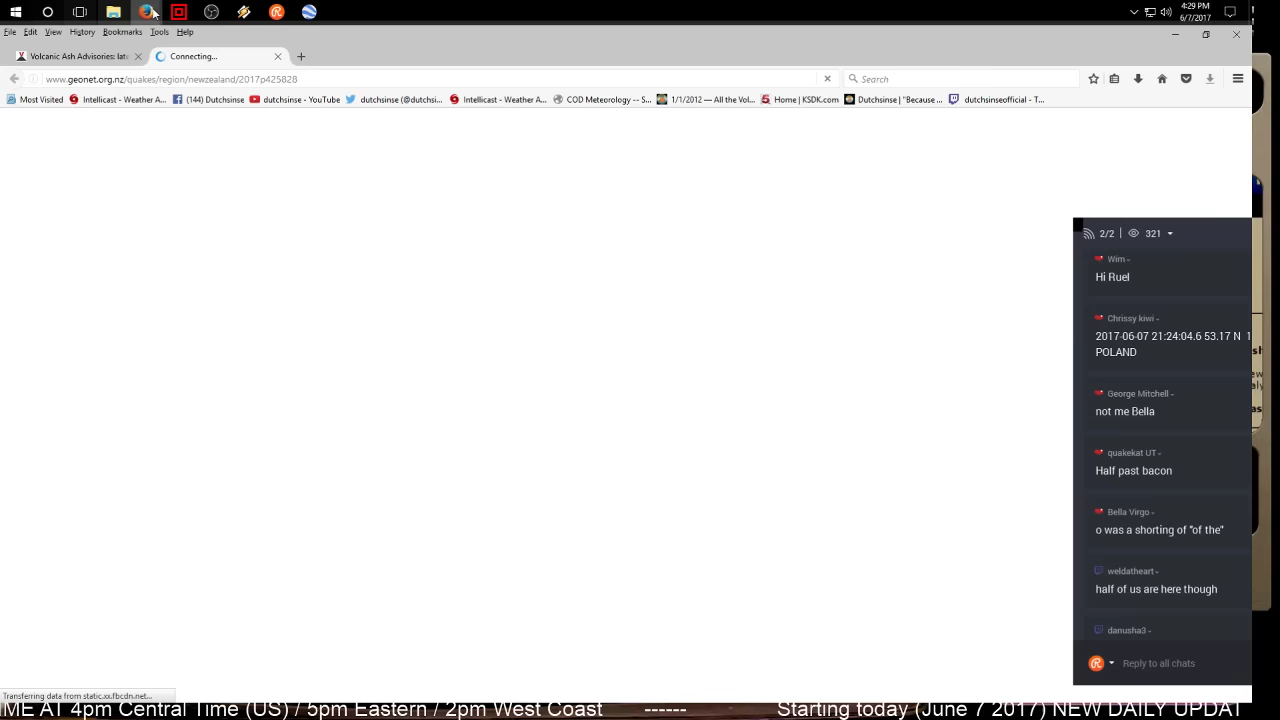 4:29 PM
6/7/2017
File Edit View History Bookmarks Tools Help
Volcanic Ash Advisories: late
Connecting...
www.geonet.org.nz/quakes/region/newzealand/2017p425828
Search
Most Visited
Intellicast - Weather A...
(144) Dutchsinse
dutchsinse - YouTube
dutchsinse (@dutchsi...
Intellicast - Weather A...
COD Meteorology -- S...
1/1/2012 — All the Vol...
Home | KSDK.com
Dutchsinse | "Because ...
dutchsinseofficial - T...
2/2 | 321
Wim
Hi Ruel
Chrissy kiwi
2017-06-07 21:24:04.6 53.17 N 1
POLAND
George Mitchell
not me Bella
quakekat UT
Half past bacon
Bella Virgo
o was a shorting of "of the"
weldatheart
half of us are here though
danusha3
Reply to all chats
Transferring data from static.xx.fbcdn.net...
IME AT 4pm Central Time (US) / 5pm Eastern / 2pm West Coast ------ Starting today (June 7 2017) NEW DAILY UPDAT